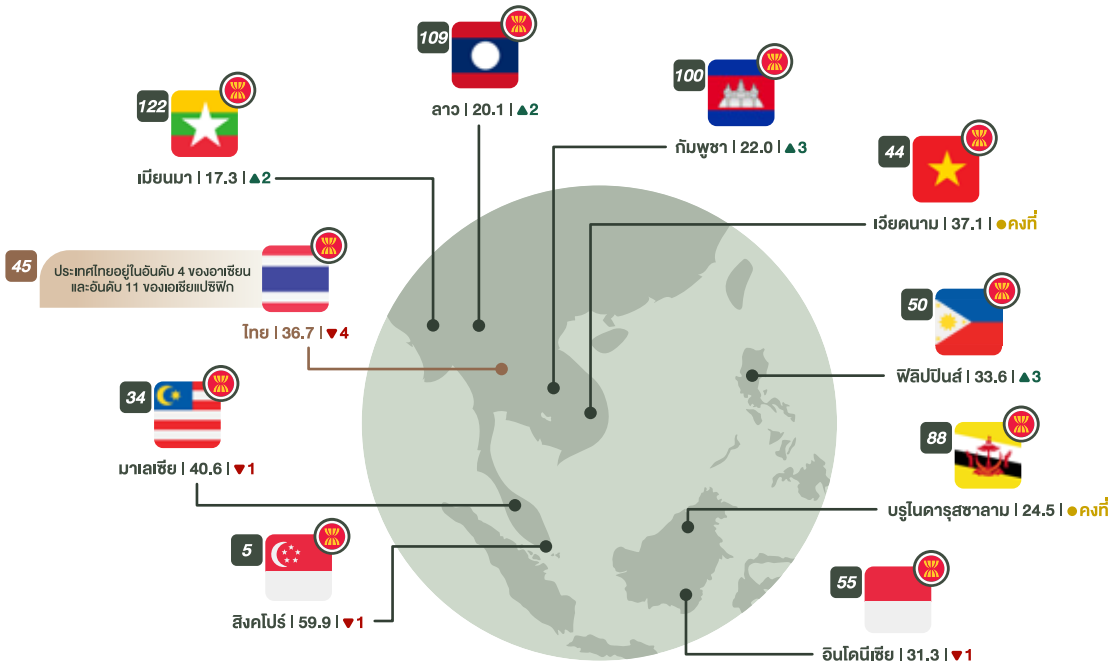 109
ลาว | 20.1 | ▲2
100
กัมพูชา | 22.0 | ▲3
122
เมียนมา | 17.3 | ▲2
44
เวียดนาม | 37.1 | ●คงที่
45
ประเทศไทยอยู่ในอันดับ 4 ของอาเซียน
และอันดับ 11 ของเอเชียแปซิฟิก
ไทย | 36.7 | ▼4
50
ฟิลิปปินส์ | 33.6 | ▲3
34
มาเลเซีย | 40.6 | ▼1
88
บรูไนดารุสซาลาม | 24.5 | ●คงที่
5
สิงคโปร์ | 59.9 | ▼1
55
อินโดนีเซีย | 31.3 | ▼1